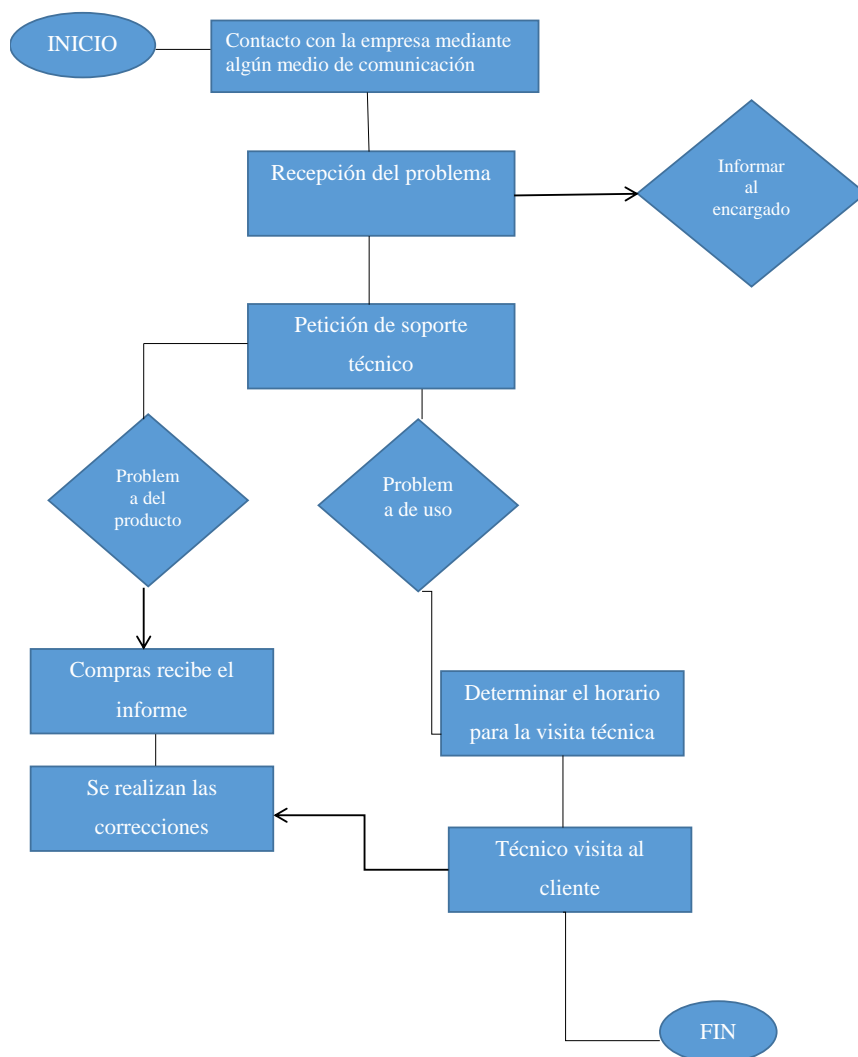 INICIO
Contacto con la empresa mediante
algún medio de comunicación
Recepción del problema
Informar
al
encargado
Petición de soporte
técnico
Problem
a del
producto
Problem
a de uso
Compras recibe el
informe
Determinar el horario
para la visita técnica
Se realizan las
correcciones
Técnico visita al
cliente
FIN